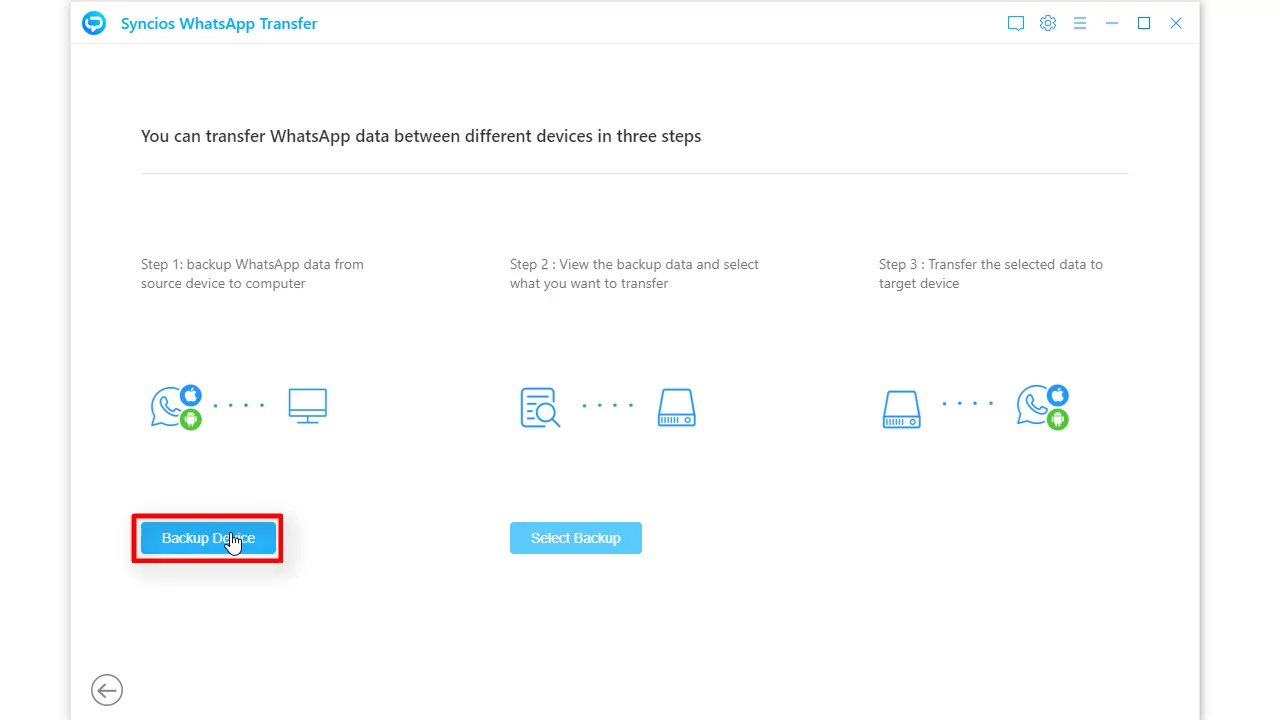 Syncios WhatsApp Transfer
You can transfer WhatsApp data between different devices in three steps
Step 1: backup WhatsApp data from
source device to computer
Step 2 : View the backup data and select
what you want to transfer
Step 3 : Transfer the selected data to
target device
Backup Device
Select Backup